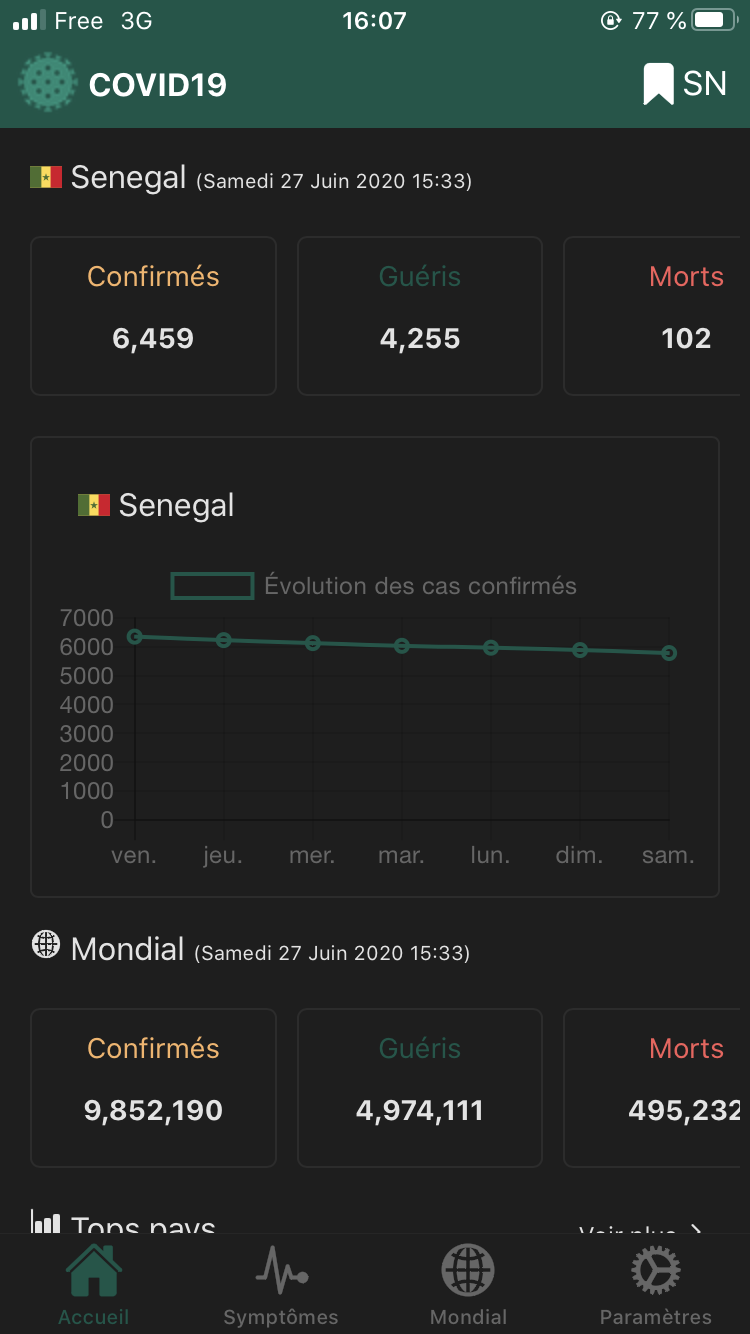 Free 3G 16:07 77 %
COVID19 SN
Senegal (Samedi 27 Juin 2020 15:33)
Confirmés Guéris Morts
6,459 4,255 102
Senegal
Évolution des cas confirmés
7000
6000
5000
4000
3000
2000
1000
0
ven. jeu. mer. mar. lun. dim. sam.
Mondial (Samedi 27 Juin 2020 15:33)
Confirmés Guéris Morts
9,852,190 4,974,111 495,232
Tops pays Voir plus
Accueil Symptômes Mondial Paramètres